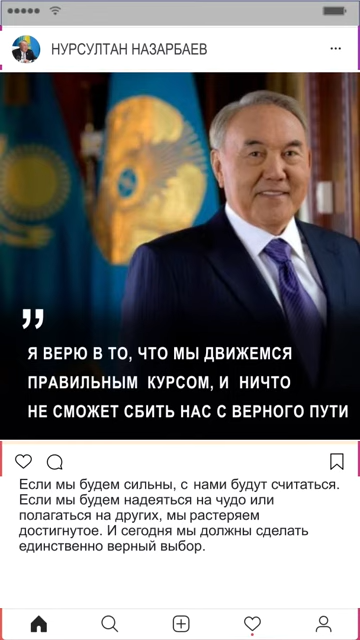 НУРСУЛТАН НАЗАРБАЕВ
Я ВЕРЮ В ТО, ЧТО МЫ ДВИЖЕМСЯ
ПРАВИЛЬНЫМ КУРСОМ, И НИЧТО
НЕ СМОЖЕТ СБИТЬ НАС С ВЕРНОГО ПУТИ
Если мы будем сильны, с нами будут считаться.
Если мы будем надеяться на чудо или
полагаться на других, мы растеряем
достигнутое. И сегодня мы должны сделать
единственно верный выбор.